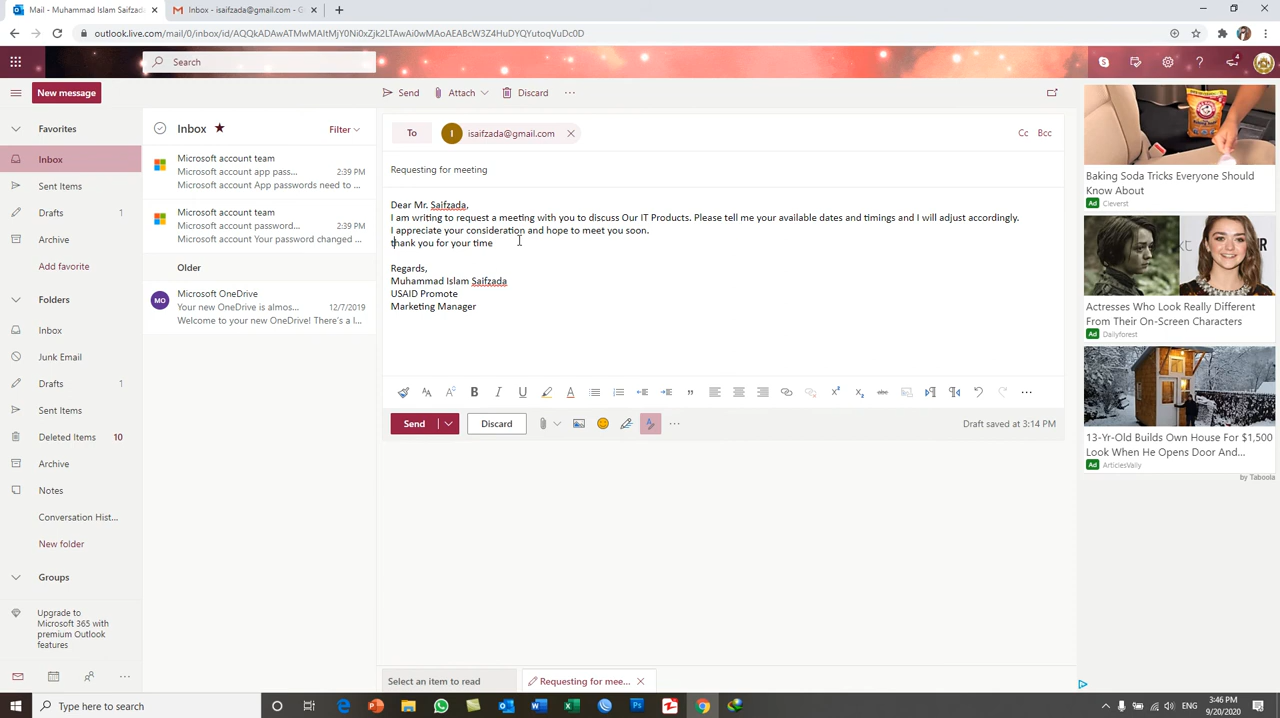 Mail - Muhammad Islam Saifzada
Inbox - isaifzada@gmail.com - G
outlook.live.com/mail/0/inbox/id/AQQkADAwATMwMAItMjY0Ni0xZjk2LTAwAi0wMAoAEABcW3Z4HuDYQYutoqVuDc0D
Search
New message
Send
Attach
Discard
Favorites
Inbox
Sent Items
Drafts 1
Archive
Add favorite
Folders
Inbox
Junk Email
Drafts 1
Sent Items
Deleted Items 10
Archive
Notes
Conversation Hist...
New folder
Groups
Upgrade to
Microsoft 365 with
premium Outlook
features
Inbox
Filter
Microsoft account team
Microsoft account app pass... 2:39 PM
Microsoft account App passwords need to ...
Microsoft account team
Microsoft account password... 2:39 PM
Microsoft account Your password changed ...
Older
MO
Microsoft OneDrive
Your new OneDrive is almos... 12/7/2019
Welcome to your new OneDrive! There's a l...
To
I
isaifzada@gmail.com
Cc Bcc
Requesting for meeting
Dear Mr. Saifzada,
I am writing to request a meeting with you to discuss Our IT Products. Please tell me your available dates and timings and I will adjust accordingly.
I appreciate your consideration and hope to meet you soon.
thank you for your time
Regards,
Muhammad Islam Saifzada
USAID Promote
Marketing Manager
Send
Discard
Draft saved at 3:14 PM
Select an item to read
Requesting for mee...
Baking Soda Tricks Everyone Should
Know About
Ad Cleverst
Actresses Who Look Really Different
From Their On-Screen Characters
Ad Dailyforest
13-Yr-Old Builds Own House For $1,500
Look When He Opens Door And...
Ad ArticlesVally
by Taboola
Type here to search
3:46 PM
9/20/2020